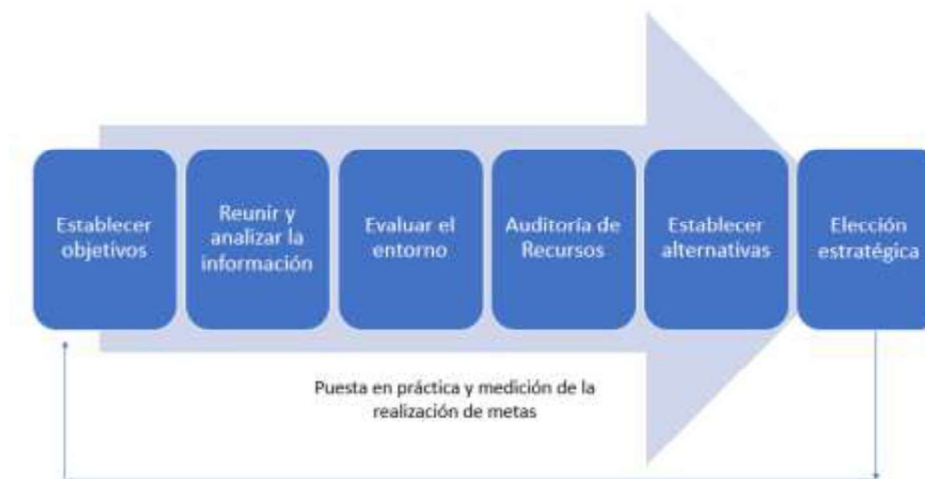 Establecer
objetivos
Reunir y
analizar la
información
Evaluar el
entorno
Auditoría de
Recursos
Establecer
alternativas
Elección
estratégica
Puesta en práctica y medición de la
realización de metas